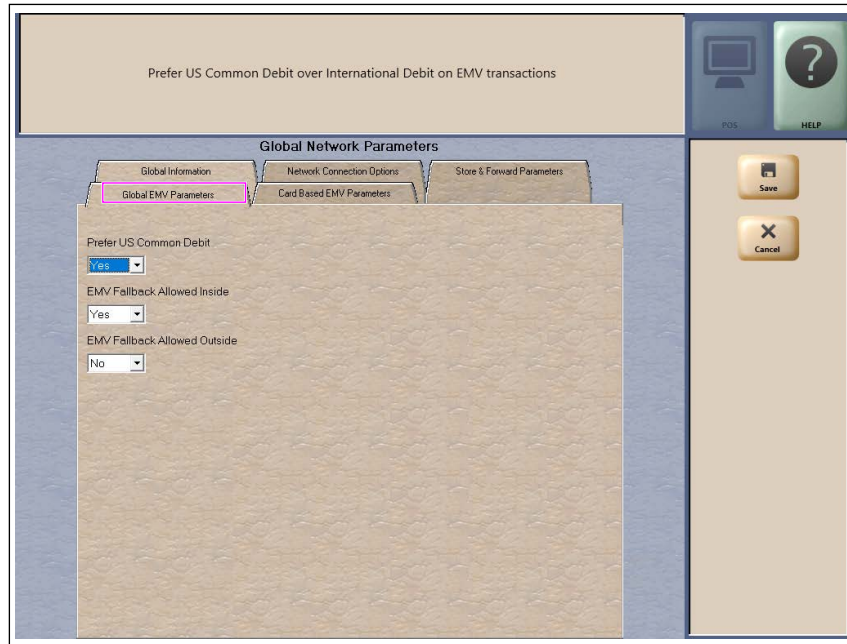 Prefer US Common Debit over International Debit on EMV transactions
POS
HELP
Global Network Parameters
Global Information
Network Connection Options
Store & Forward Parameters
Global EMV Parameters
Card Based EMV Parameters
Save
Cancel
Prefer US Common Debit
Yes
EMV Fallback Allowed Inside
Yes
EMV Fallback Allowed Outside
No